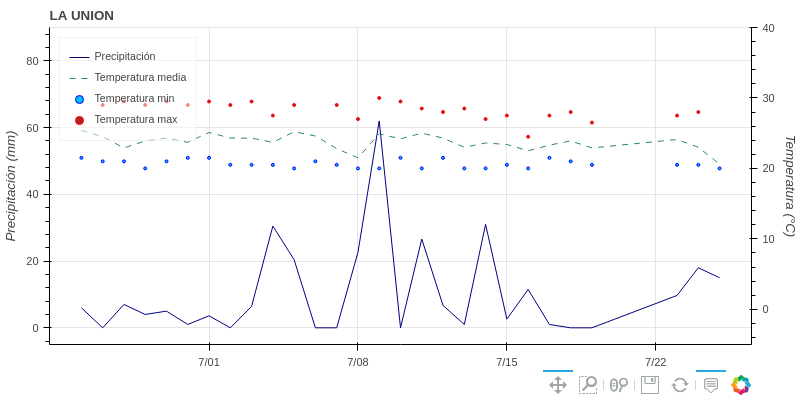 LA UNION
Precipitación
Temperatura media
Temperatura min
Temperatura max
Precipitación (mm)
80
60
40
20
0
Temperatura (°C)
40
30
20
10
0
7/01
7/08
7/15
7/22